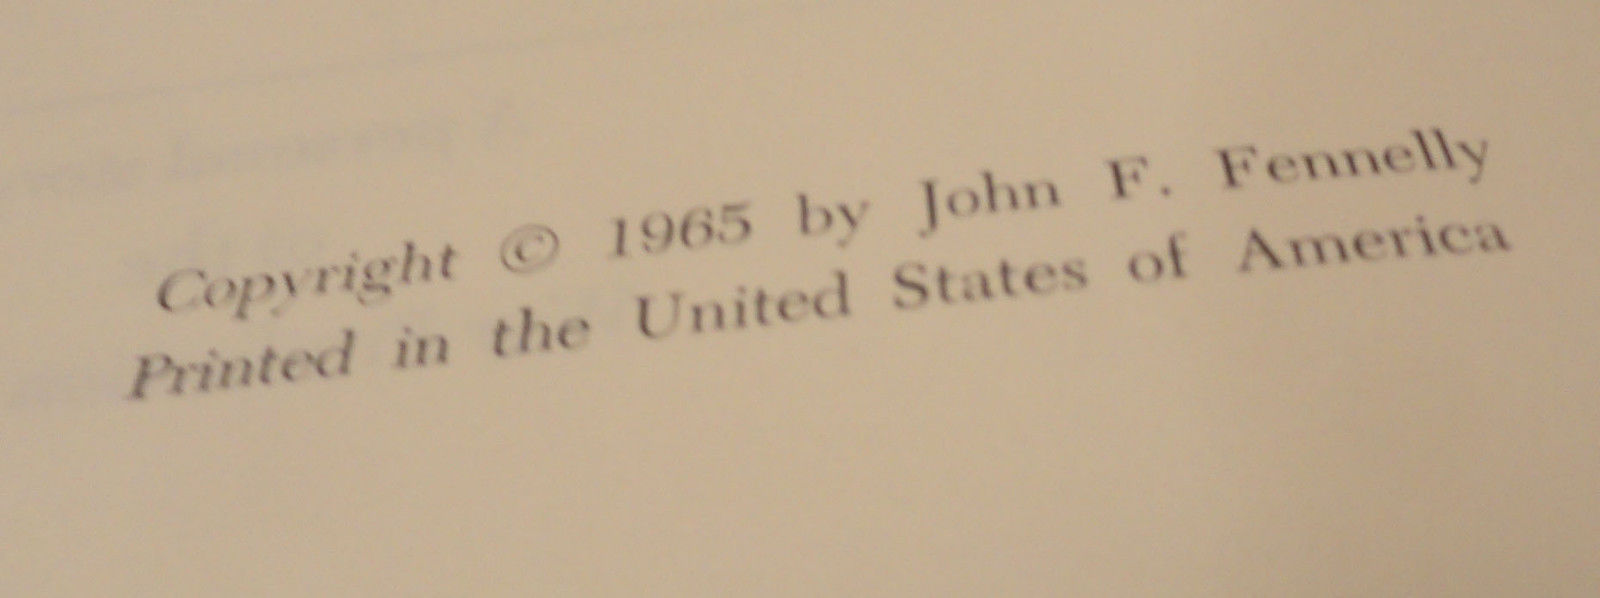 Copyright © 1965 by John F. Fennelly
Printed in the United States of America